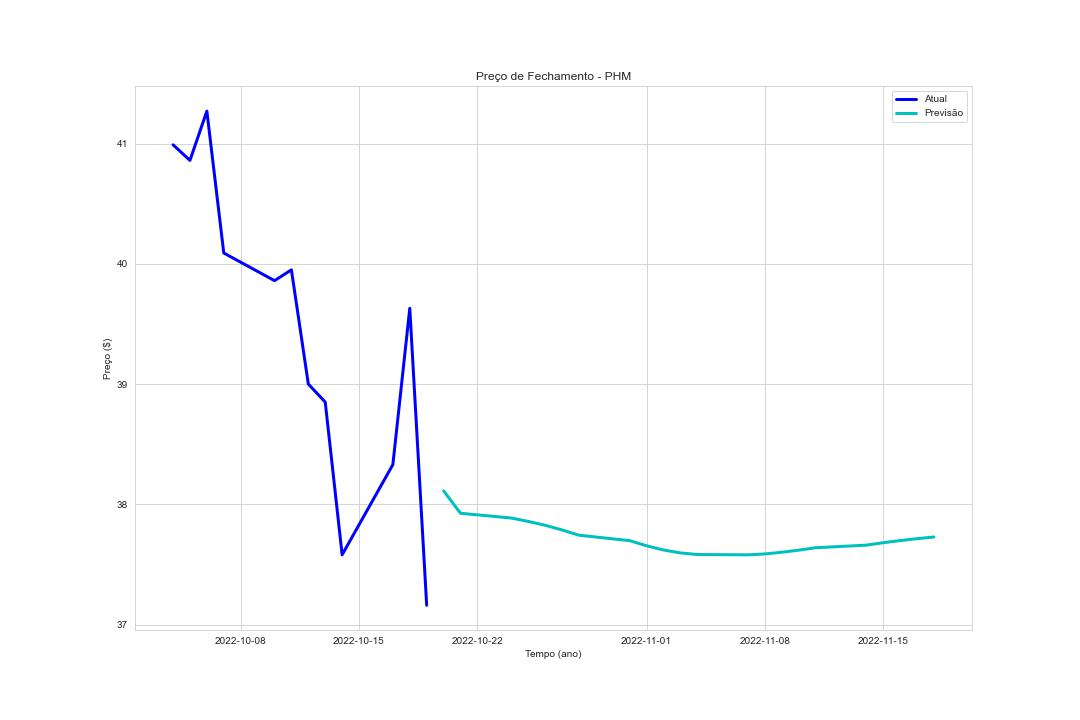 Preço de Fechamento - PHM
Atual
Previsão
41
40
39
38
37
Preço ($)
2022-10-08
2022-10-15
2022-10-22
2022-11-01
2022-11-08
2022-11-15
Tempo (ano)